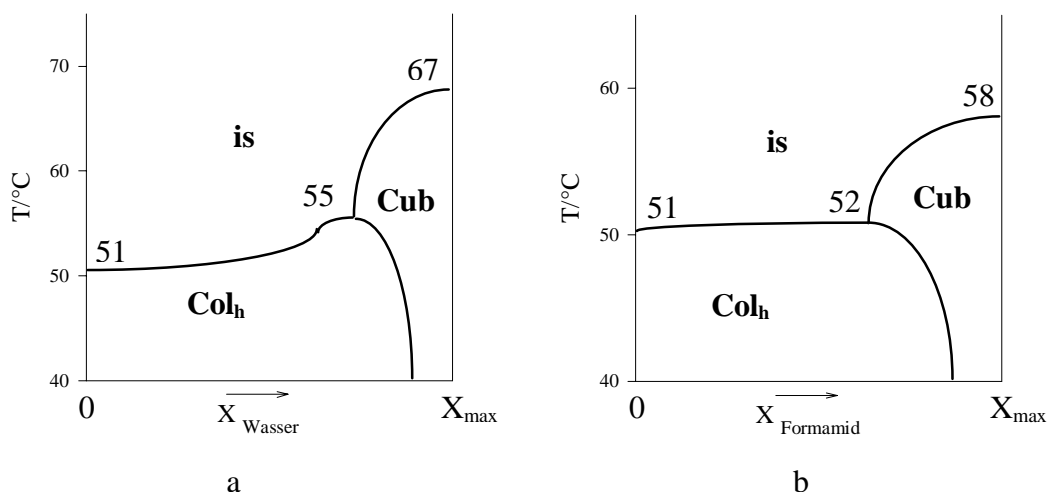 70
67
is
T/°C
60
55
Cub
51
50
Colh
40
0
X Wasser
Xmax
a
60
58
is
T/°C
Cub
51
52
50
Colh
40
0
X Formamid
Xmax
b